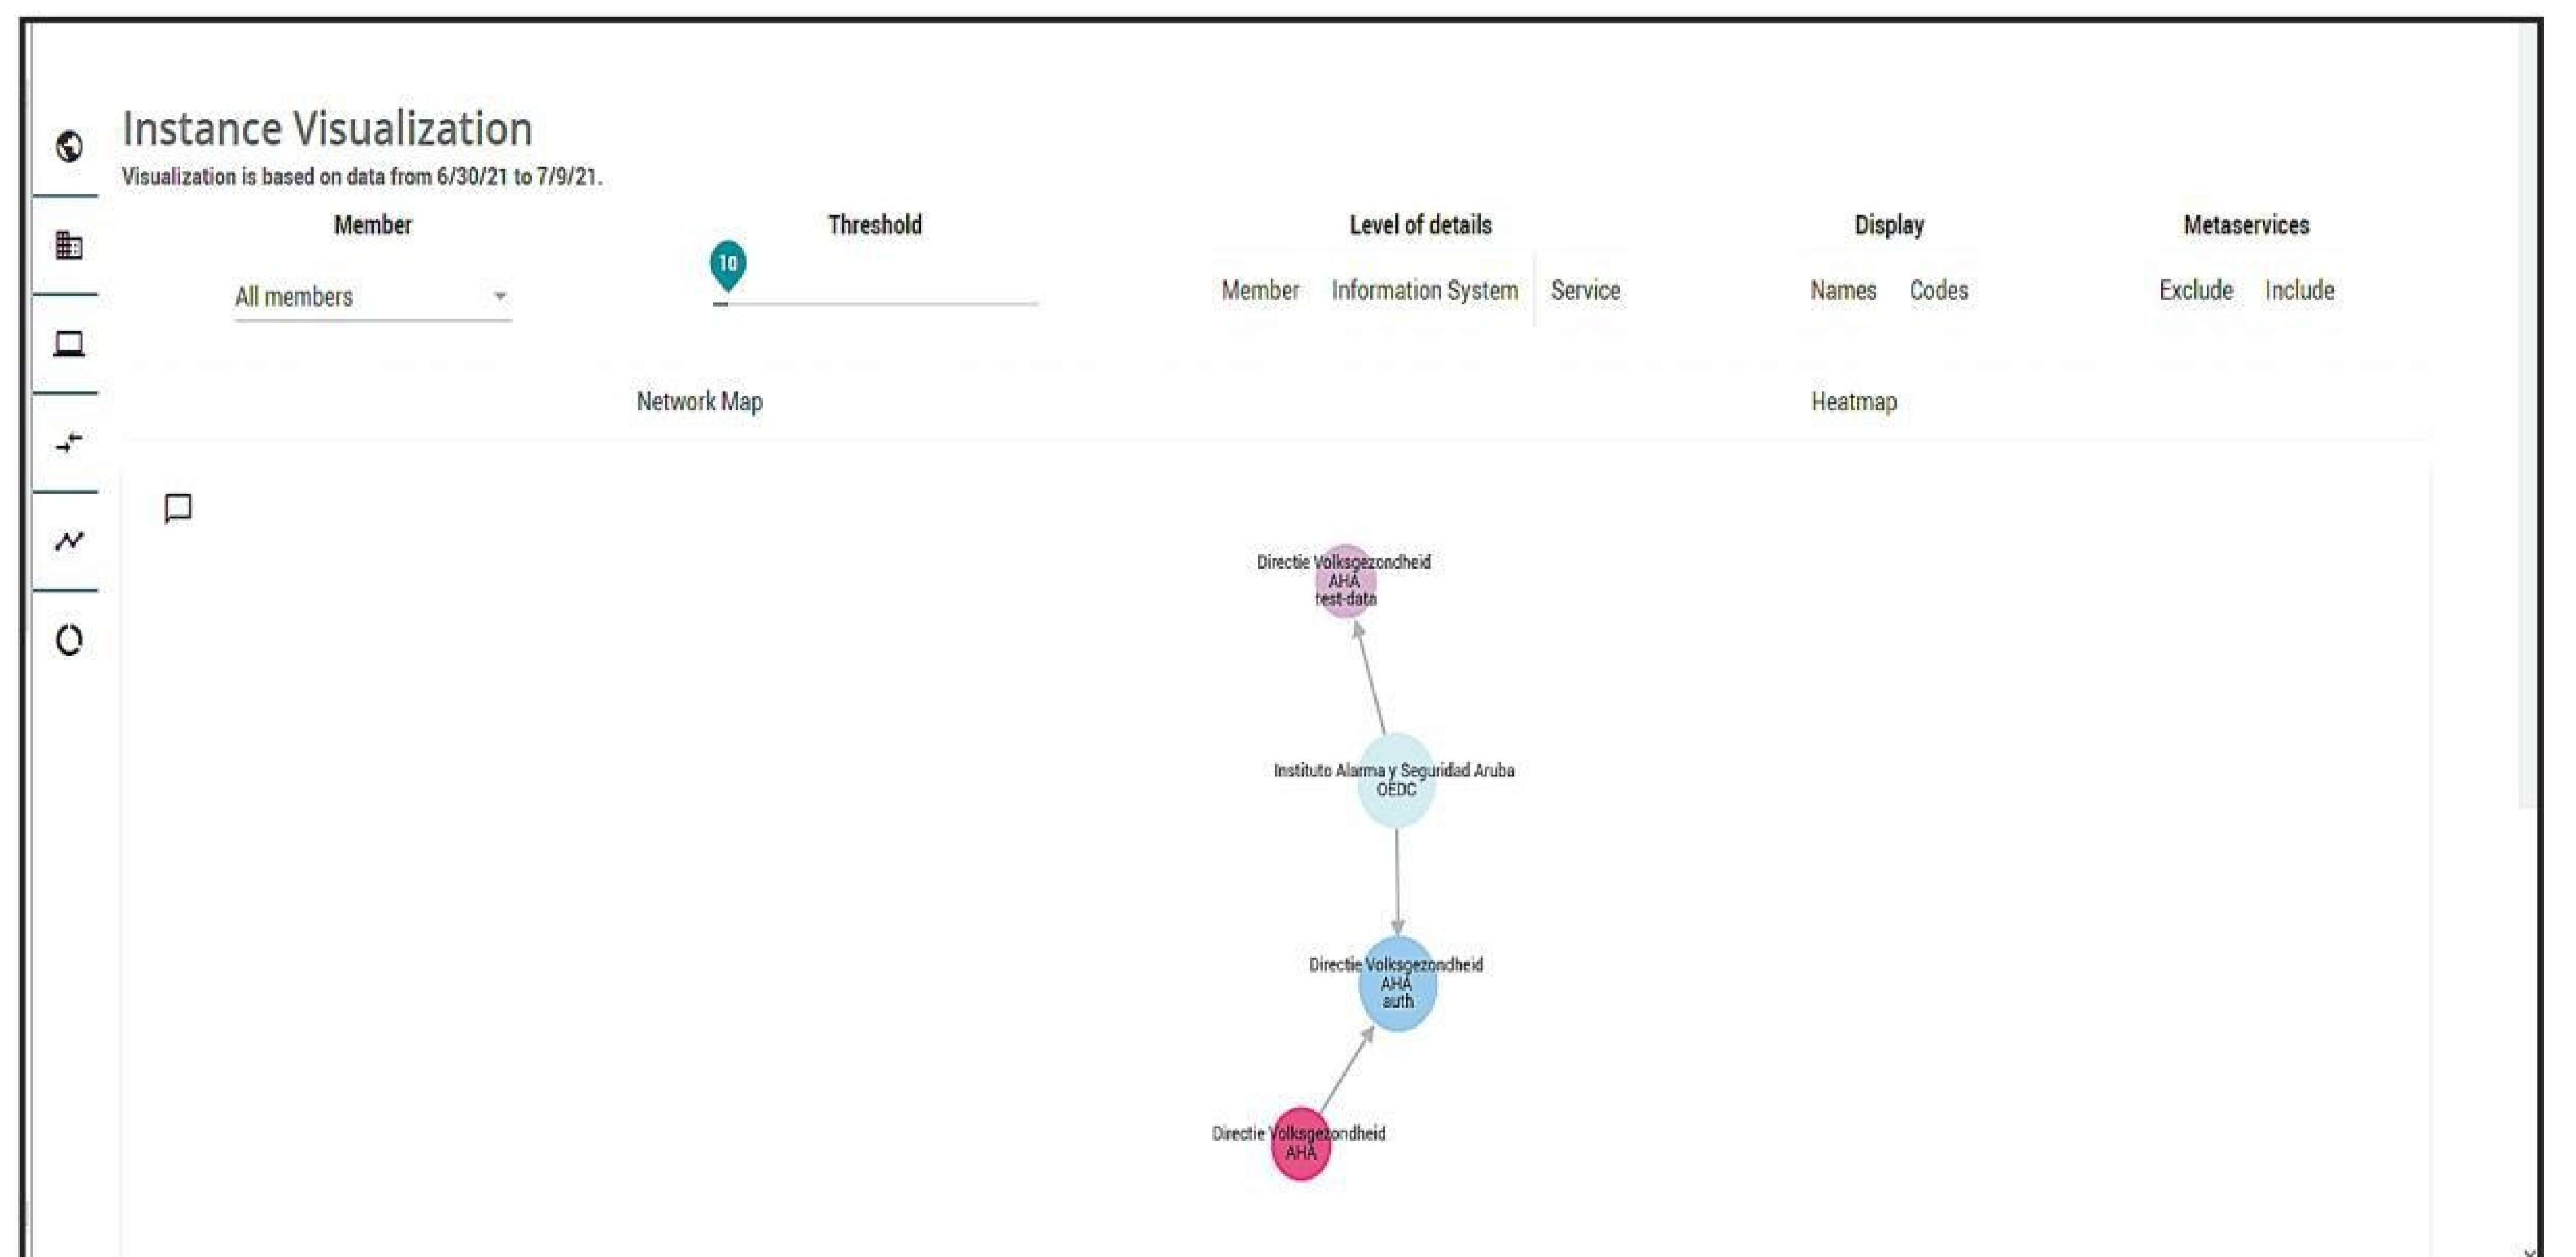 Instance Visualization
Visualization is based on data from 6/30/21 to 7/9/21.
Member
Threshold
Level of details
Display
Metaservices
10
All members
Member Information System Service
Names Codes
Exclude Include
Network Map
Heatmap
Directie Volksgezondheid
AHA
test-data
Instituto Alarma y Seguridad Aruba
OEDC
Directie Volksgezondheid
AHA
auth
Directie Volksgezondheid
AHA